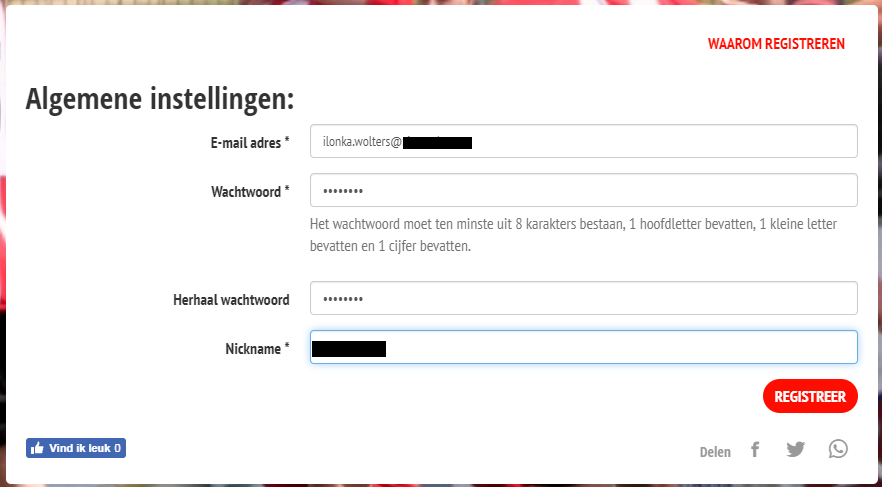 WAAROM REGISTREREN
Algemene instellingen:
E-mail adres * ilonka.wolters@
Wachtwoord * ••••••••
Het wachtwoord moet ten minste uit 8 karakters bestaan, 1 hoofdletter bevatten, 1 kleine letter
bevatten en 1 cijfer bevatten.
Herhaal wachtwoord ••••••••
Nickname *
REGISTREER
Vind ik leuk 0
Delen